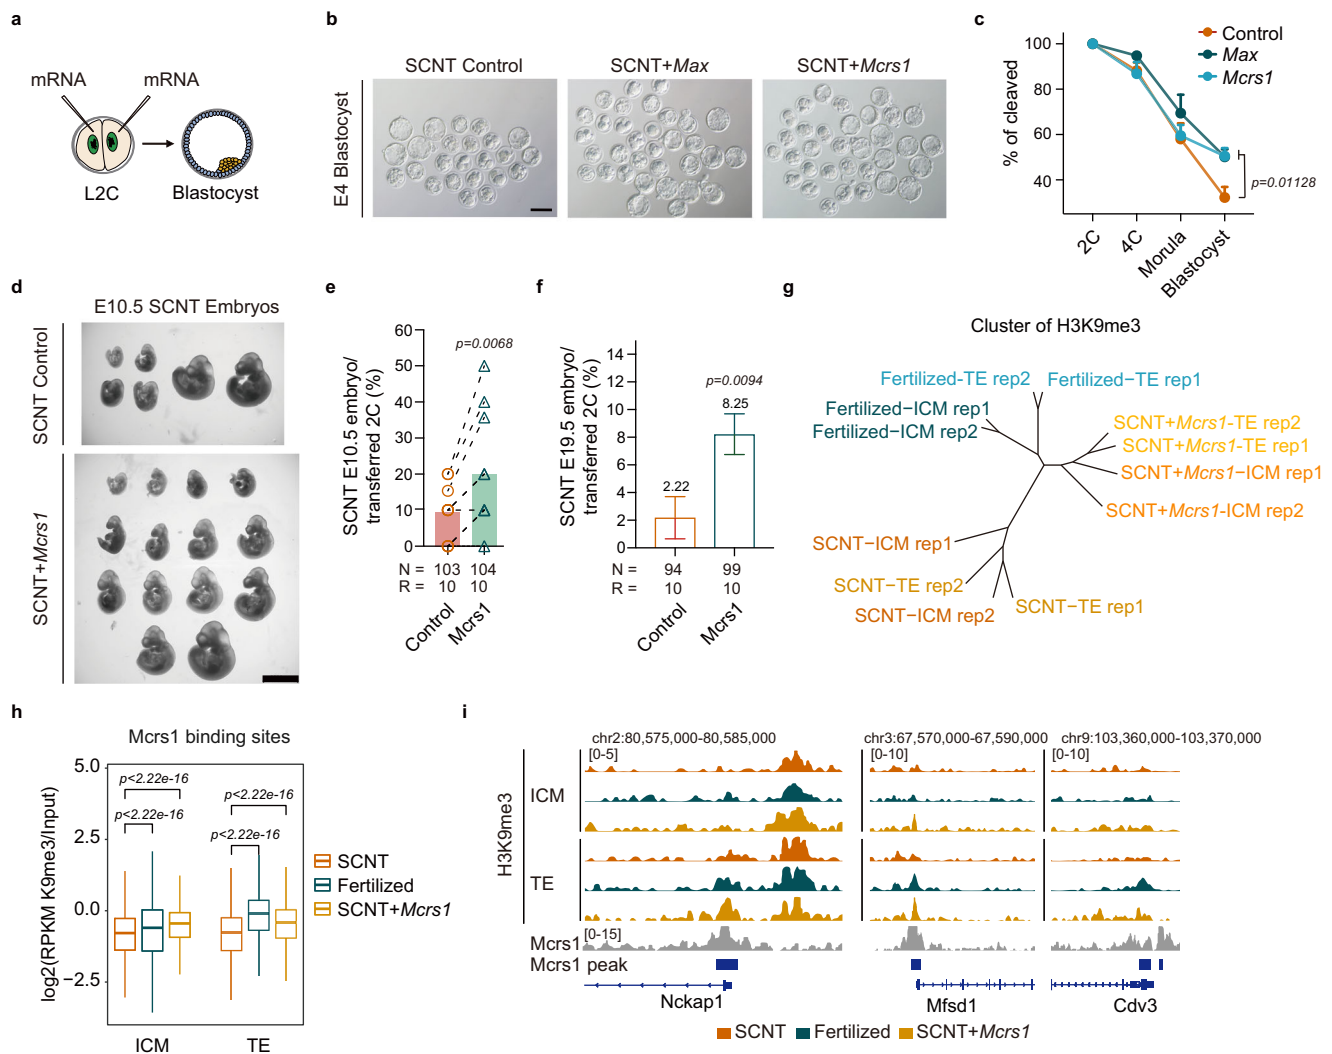 a
mRNA
mRNA
L2C
Blastocyst
b
SCNT Control
SCNT+Max
SCNT+Mcrs1
E4 Blastocyst
c
% of cleaved
100
80
60
40
Control
Max
Mcrs1
p=0.01128
2C
4C
Morula
Blastocyst
d
E10.5 SCNT Embryos
SCNT Control
SCNT+Mcrs1
e
SCNT E10.5 embryo/
transferred 2C (%)
60
50
40
30
20
10
0
p=0.0068
N = 103 104
R = 10 10
Control
Mcrs1
f
SCNT E19.5 embryo/
transferred 2C (%)
14
12
10
8
6
4
2
0
p=0.0094
8.25
2.22
N = 94 99
R = 10 10
Control
Mcrs1
g
Cluster of H3K9me3
Fertilized-TE rep2
Fertilized−TE rep1
Fertilized−ICM rep1
Fertilized−ICM rep2
SCNT+Mcrs1-TE rep2
SCNT+Mcrs1-TE rep1
SCNT+Mcrs1−ICM rep1
SCNT+Mcrs1-ICM rep2
SCNT−ICM rep1
SCNT−TE rep2
SCNT−ICM rep2
SCNT−TE rep1
h
Mcrs1 binding sites
log2(RPKM K9me3/Input)
5.0
2.5
0.0
−2.5
p<2.22e-16
p<2.22e-16
p<2.22e-16
p<2.22e-16
ICM
TE
SCNT
Fertilized
SCNT+Mcrs1
i
chr2:80,575,000-80,585,000
chr3:67,570,000-67,590,000
chr9:103,360,000-103,370,000
[0-5]
[0-10]
[0-10]
H3K9me3
ICM
TE
Mcrs1
[0-15]
Mcrs1 peak
Nckap1
Mfsd1
Cdv3
SCNT
Fertilized
SCNT+Mcrs1